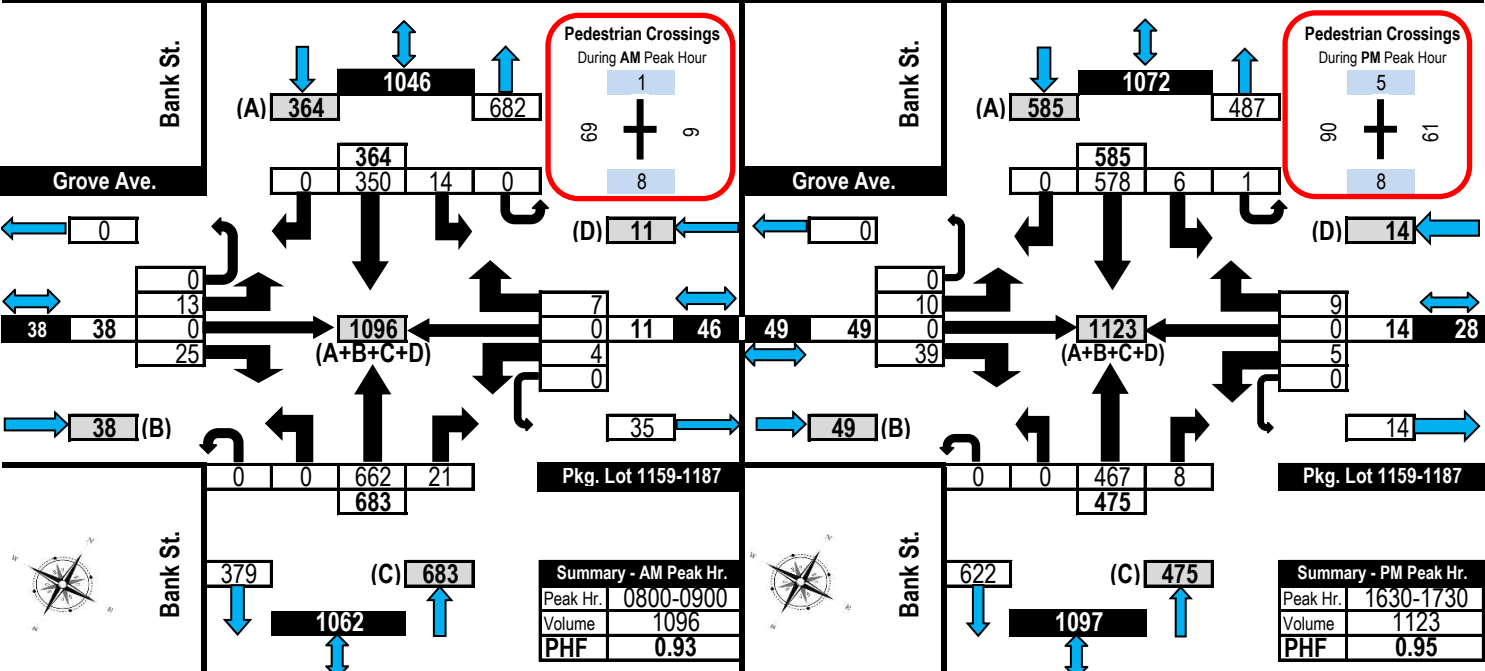 Bank St.
(A) 364
1046
682
Pedestrian Crossings
During AM Peak Hour
1
69
9
8
364
0 350 14 0
Grove Ave.
0
(D) 11
0
13
38 38 0
25
1096
(A+B+C+D)
7
0 11 46
4
0
38 (B)
35
0 0 662 21
683
Pkg. Lot 1159-1187
Bank St.
379
(C) 683
1062
Summary - AM Peak Hr.
Peak Hr. 0800-0900
Volume 1096
PHF 0.93
Bank St.
(A) 585
1072
487
Pedestrian Crossings
During PM Peak Hour
5
90
61
8
585
0 578 6 1
Grove Ave.
0
(D) 14
0
10
49 49 0
39
1123
(A+B+C+D)
9
0 14 28
5
0
49 (B)
14
0 0 467 8
475
Pkg. Lot 1159-1187
Bank St.
622
(C) 475
1097
Summary - PM Peak Hr.
Peak Hr. 1630-1730
Volume 1123
PHF 0.95